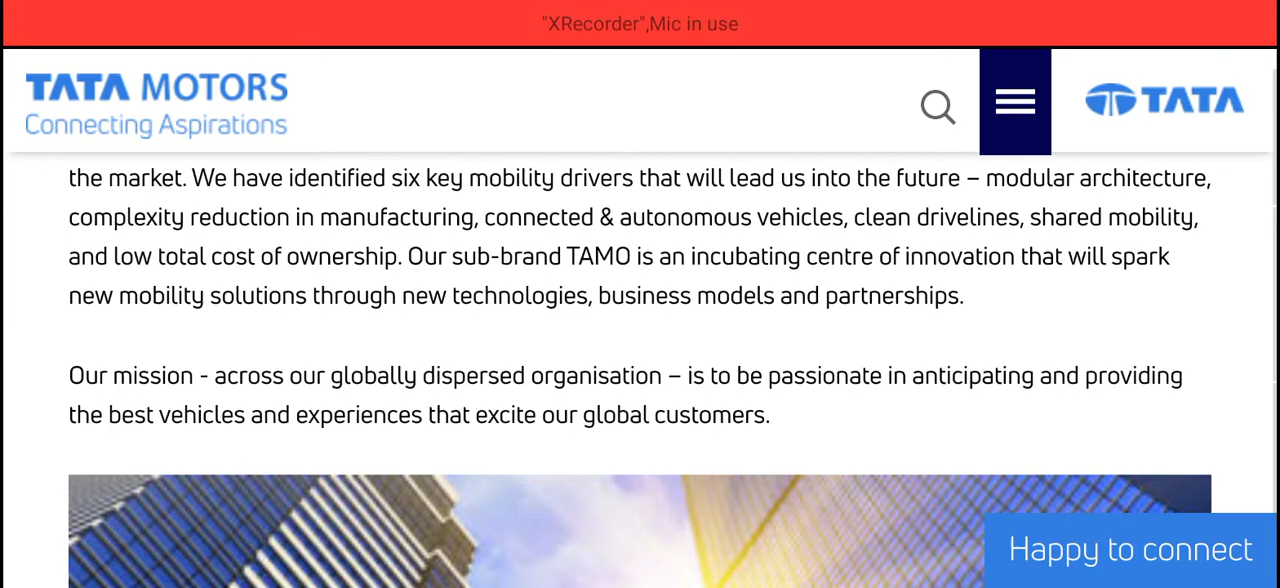 "XRecorder",Mic in use
TATA MOTORS
Connecting Aspirations
TATA
the market. We have identified six key mobility drivers that will lead us into the future – modular architecture,
complexity reduction in manufacturing, connected & autonomous vehicles, clean drivelines, shared mobility,
and low total cost of ownership. Our sub-brand TAMO is an incubating centre of innovation that will spark
new mobility solutions through new technologies, business models and partnerships.
Our mission - across our globally dispersed organisation – is to be passionate in anticipating and providing
the best vehicles and experiences that excite our global customers.
Happy to connect